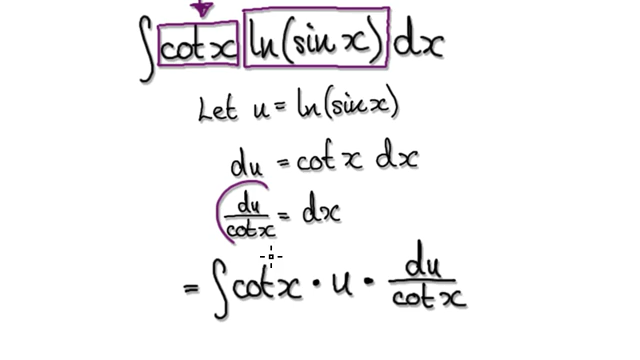 ∫ cot x ln(sin x) dx
Let u = ln(sin x)
du = cot x dx
du/cot x = dx
= ∫ cot x · u · du/cot x